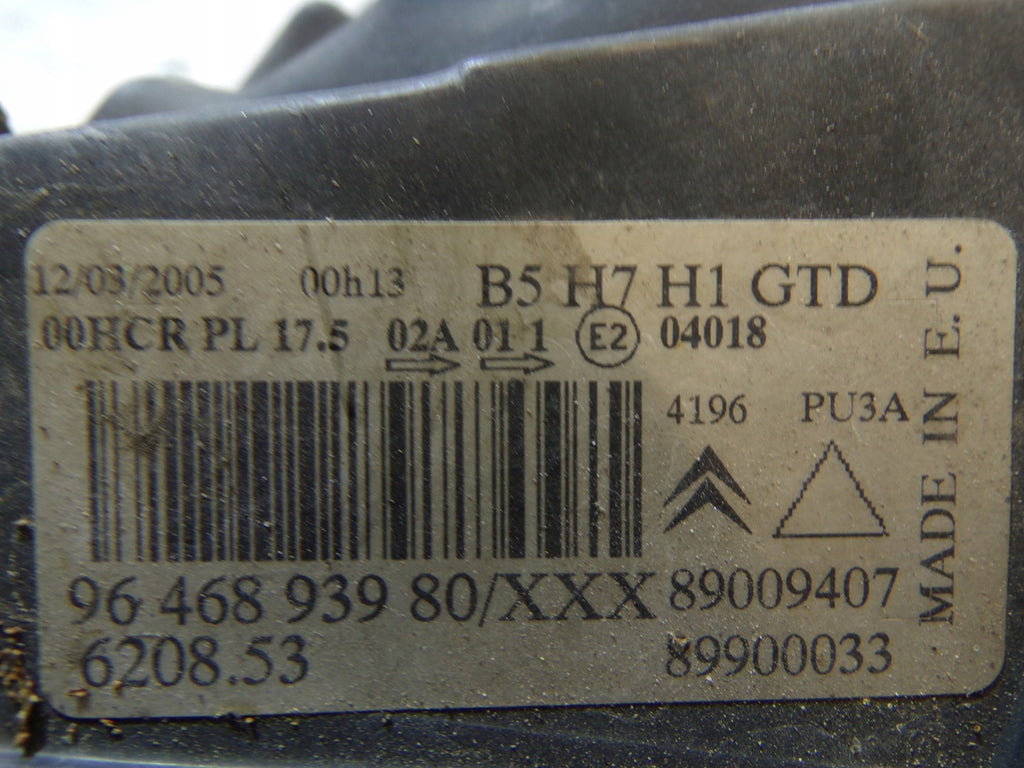 12/03/2005 00h13 B5 H7 H1 GTD
00HCR PL 17.5 02A 01 1 E2 04018
4196 PU3A
96 468 939 80/XXX 89009407
6208.53 89900033
MADE IN E.U.